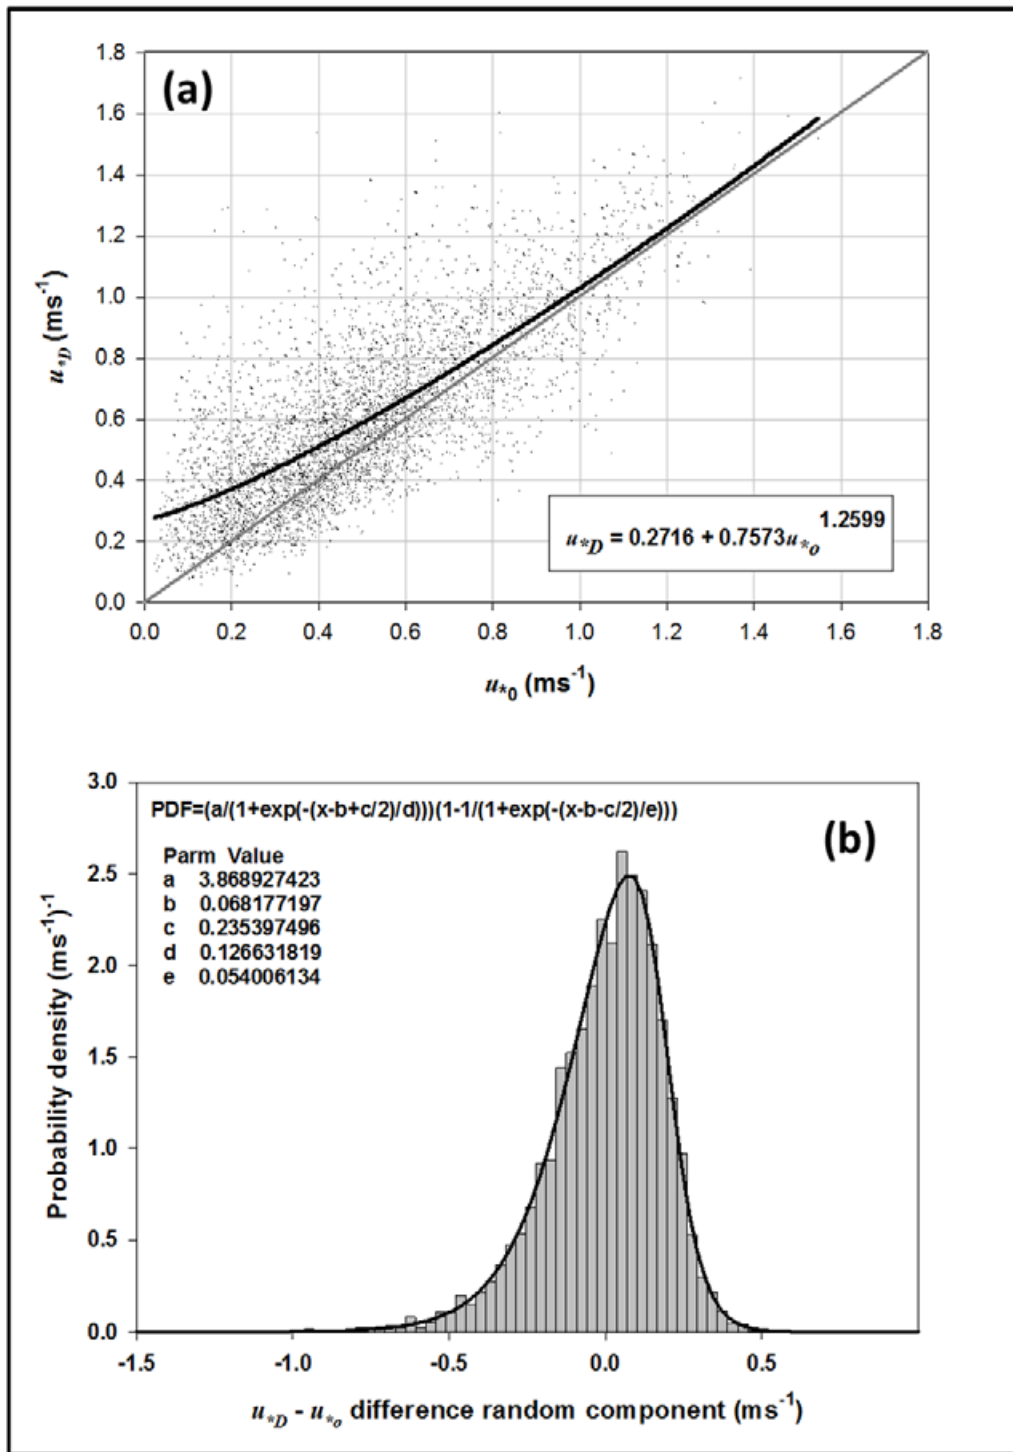 (a)
1.8
1.6
1.4
1.2
1.0
0.8
0.6
0.4
0.2
0.0
u*D (ms-1)
u*D = 0.2716 + 0.7573u*o 1.2599
0.0 0.2 0.4 0.6 0.8 1.0 1.2 1.4 1.6 1.8
u*0 (ms-1)
(b)
PDF=(a/(1+exp(-(x-b+c/2)/d)))(1-1/(1+exp(-(x-b-c/2)/e)))
Parm Value
a 3.868927423
b 0.068177197
c 0.235397496
d 0.126631819
e 0.054006134
3.0
2.5
2.0
1.5
1.0
0.5
0.0
Probability density (ms-1)-1
-1.5 -1.0 -0.5 0.0 0.5
u*D - u*o difference random component (ms-1)